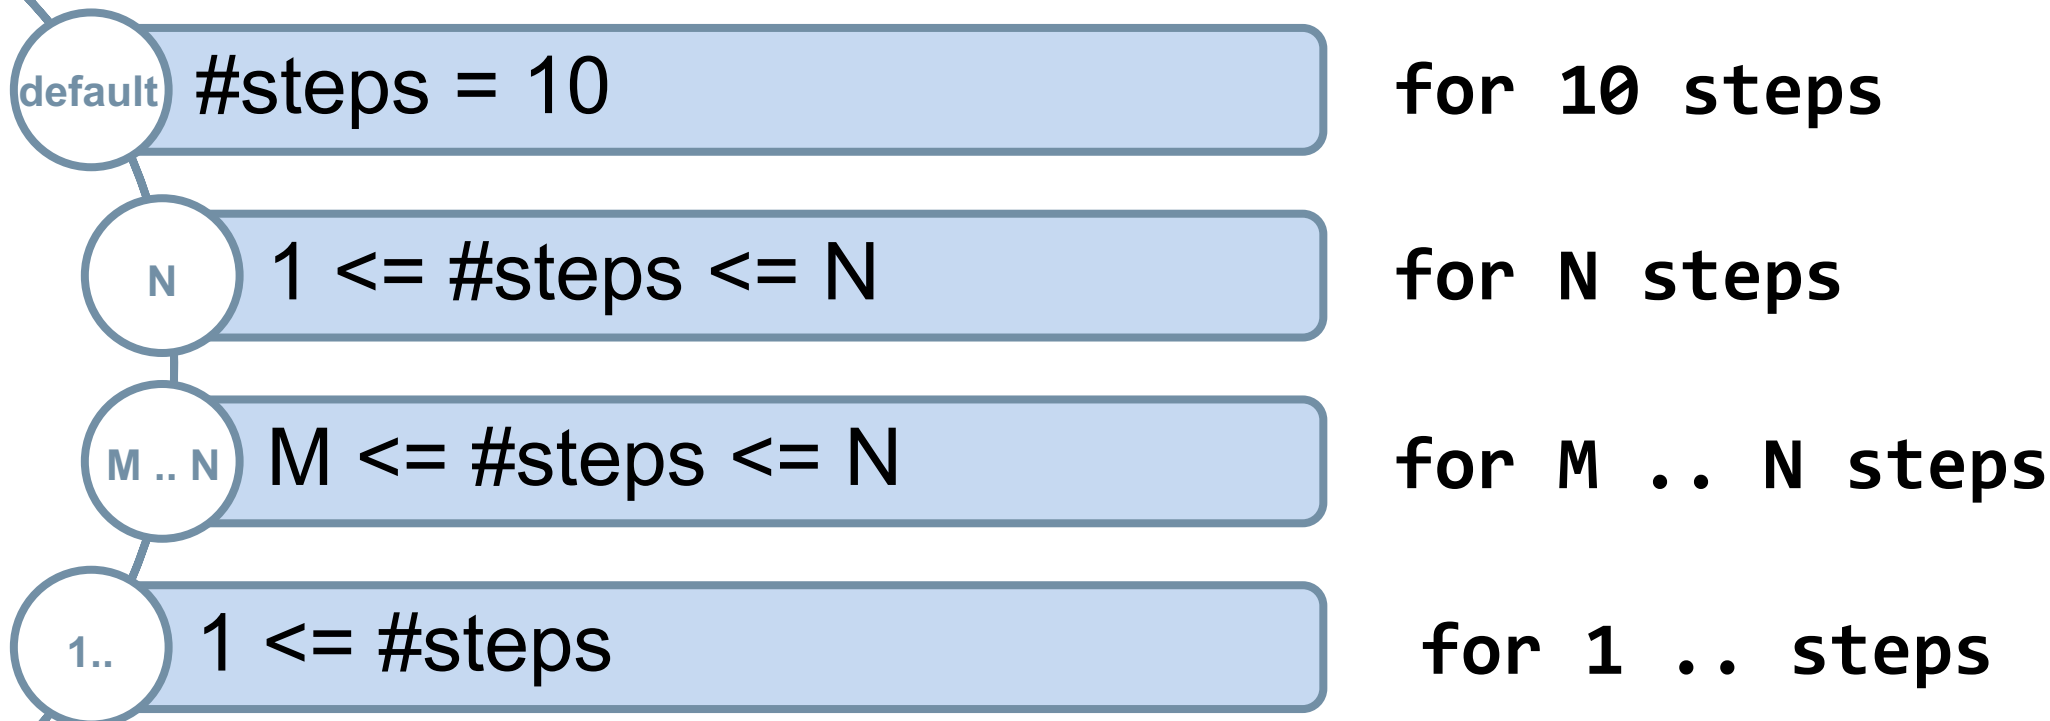 default #steps = 10 for 10 steps
N 1 <= #steps <= N for N steps
M .. N M <= #steps <= N for M .. N steps
1.. 1 <= #steps for 1 .. steps